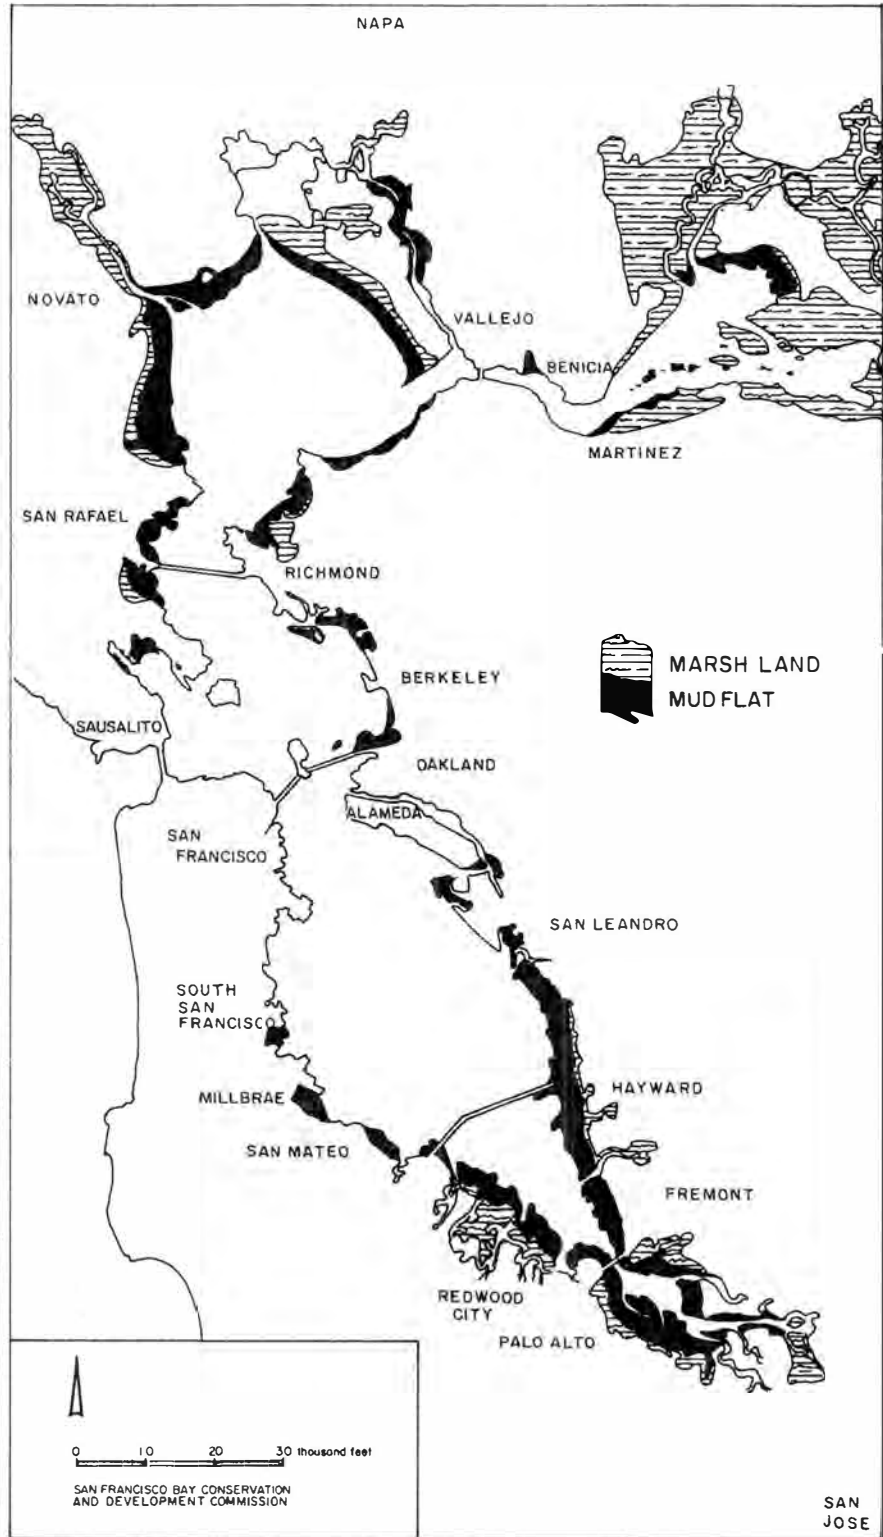 NAPA
NOVATO
VALLEJO
BENICIA
MARTINEZ
SAN RAFAEL
RICHMOND
MARSH LAND
MUD FLAT
BERKELEY
SAUSALITO
OAKLAND
ALAMEDA
SAN
FRANCISCO
SAN LEANDRO
SOUTH
SAN
FRANCISCO
HAYWARD
MILLBRAE
SAN MATEO
FREMONT
REDWOOD
CITY
PALO ALTO
0 10 20 30 thousand feet
SAN FRANCISCO BAY CONSERVATION
AND DEVELOPMENT COMMISSION
SAN
JOSE